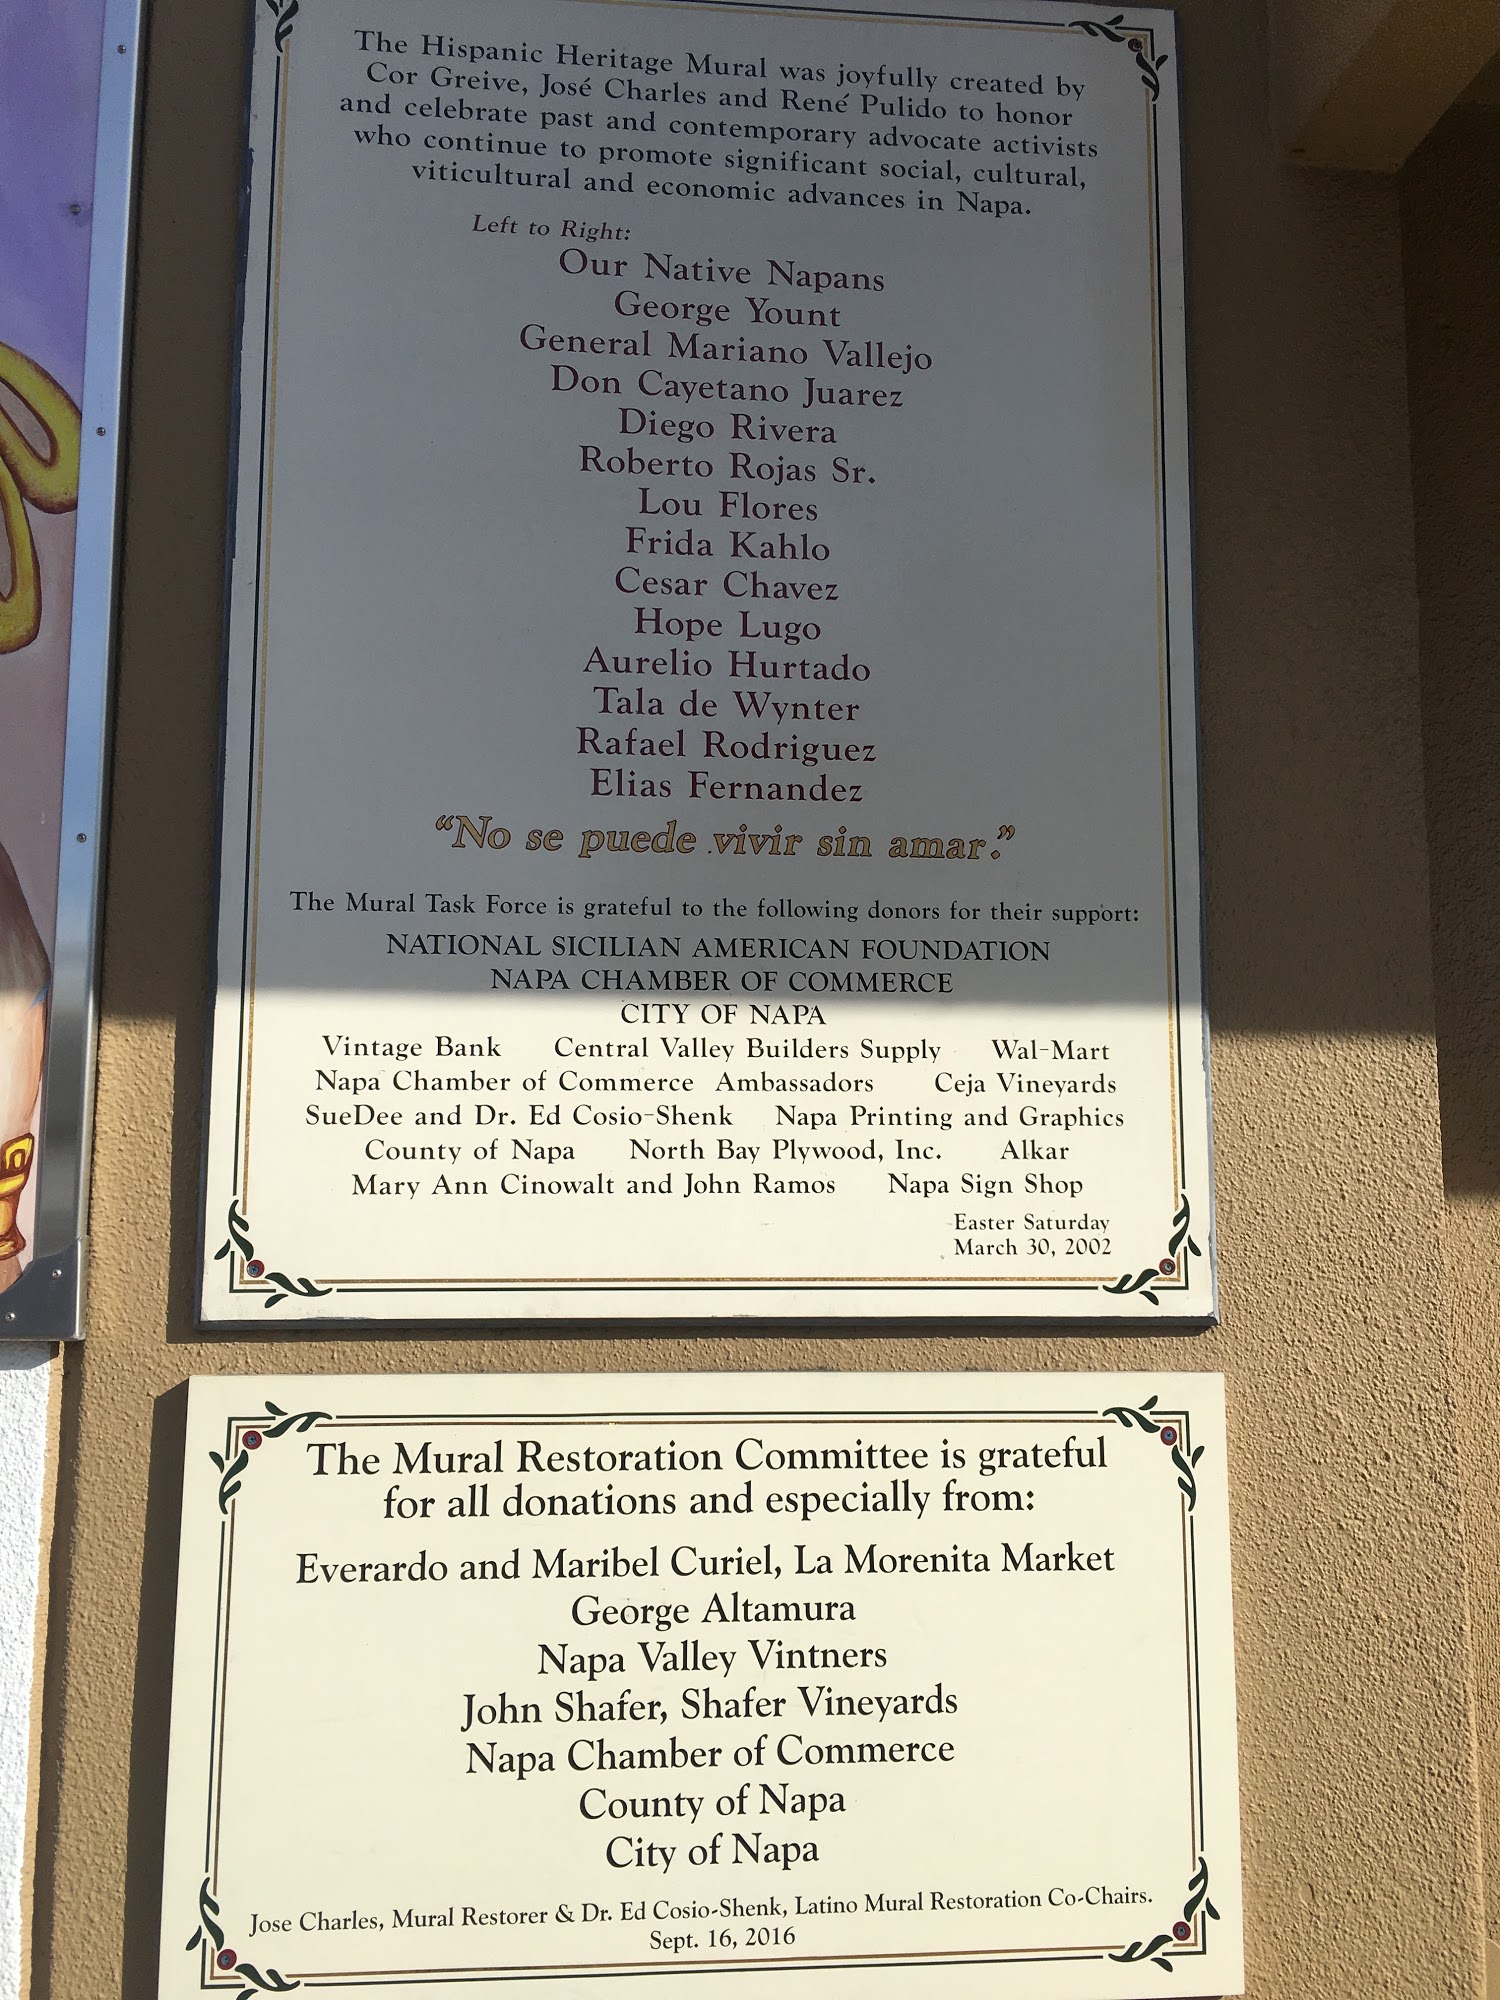 The Hispanic Heritage Mural was joyfully created by
Cor Greive, José Charles and René Pulido to honor
and celebrate past and contemporary advocate activists
who continue to promote significant social, cultural,
viticultural and economic advances in Napa.
Left to Right:
Our Native Napans
George Yount
General Mariano Vallejo
Don Cayetano Juarez
Diego Rivera
Roberto Rojas Sr.
Lou Flores
Frida Kahlo
Cesar Chavez
Hope Lugo
Aurelio Hurtado
Tala de Wynter
Rafael Rodriguez
Elias Fernandez
“No se puede vivir sin amar.”
The Mural Task Force is grateful to the following donors for their support:
NATIONAL SICILIAN AMERICAN FOUNDATION
NAPA CHAMBER OF COMMERCE
CITY OF NAPA
Vintage Bank Central Valley Builders Supply Wal-Mart
Napa Chamber of Commerce Ambassadors Ceja Vineyards
SueDee and Dr. Ed Cosio-Shenk Napa Printing and Graphics
County of Napa North Bay Plywood, Inc. Alkar
Mary Ann Cinowalt and John Ramos Napa Sign Shop
Easter Saturday
March 30, 2002
The Mural Restoration Committee is grateful
for all donations and especially from:
Everardo and Maribel Curiel, La Morenita Market
George Altamura
Napa Valley Vintners
John Shafer, Shafer Vineyards
Napa Chamber of Commerce
County of Napa
City of Napa
Jose Charles, Mural Restorer & Dr. Ed Cosio-Shenk, Latino Mural Restoration Co-Chairs.
Sept. 16, 2016